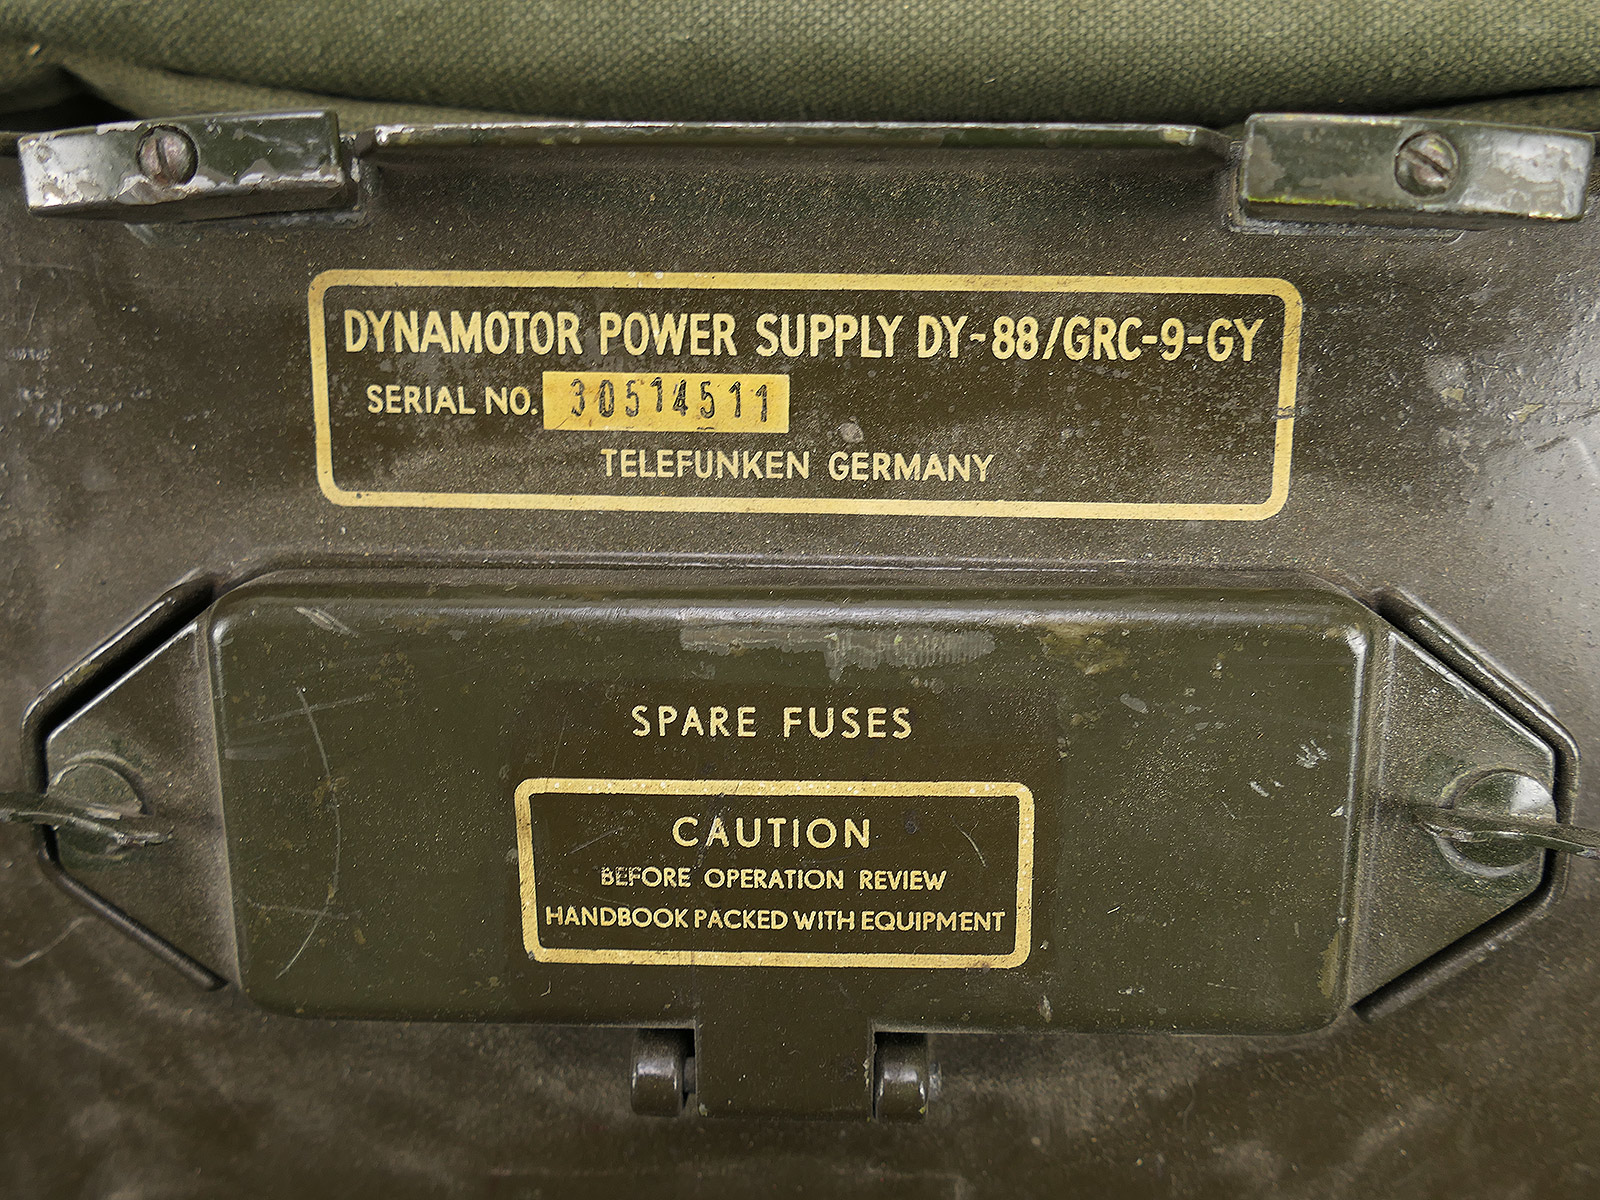 DYNAMOTOR POWER SUPPLY DY-88/GRC-9-GY
SERIAL NO. 30514511
TELEFUNKEN GERMANY
SPARE FUSES
CAUTION
BEFORE OPERATION REVIEW
HANDBOOK PACKED WITH EQUIPMENT